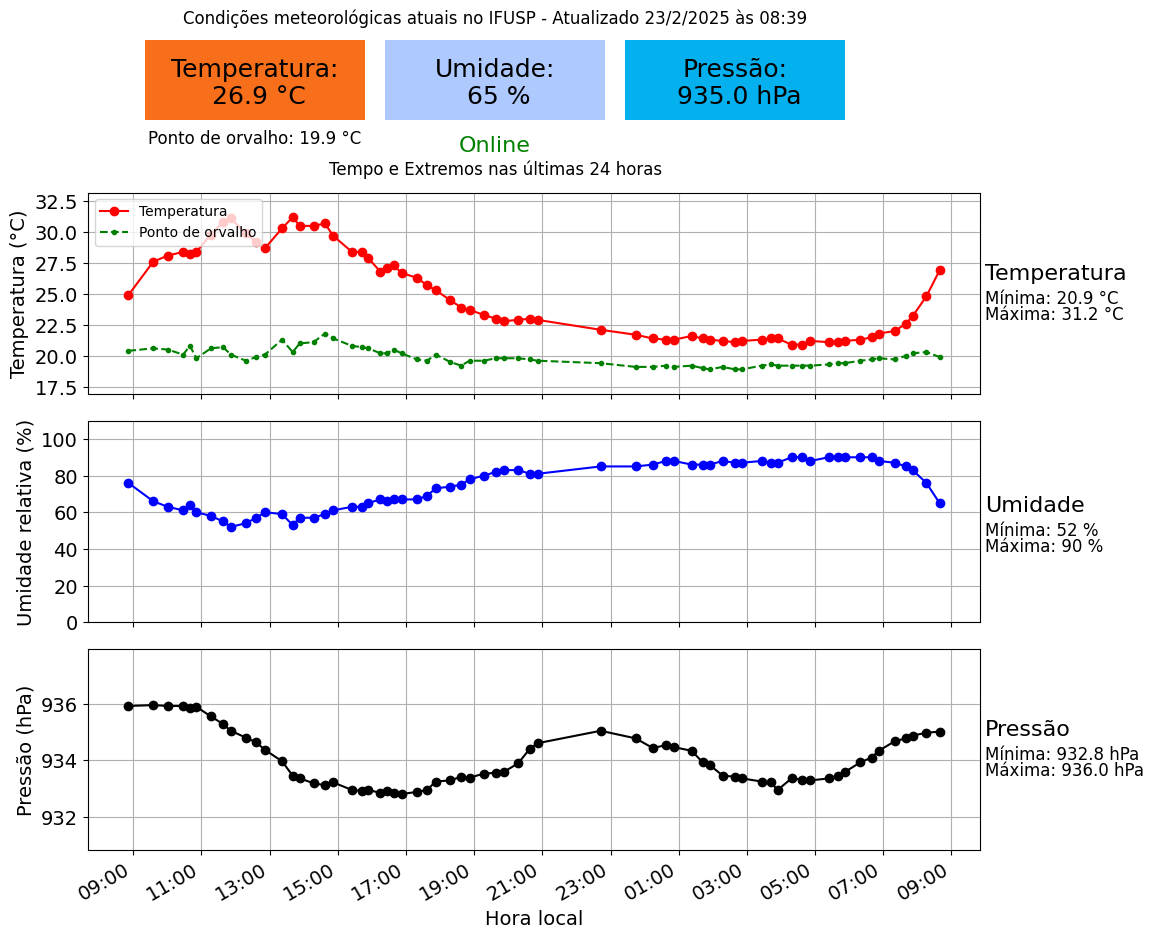 Condições meteorológicas atuais no IFUSP - Atualizado 23/2/2025 às 08:39
Temperatura:
26.9 °C
Umidade:
65 %
Pressão:
935.0 hPa
Ponto de orvalho: 19.9 °C
Online
Tempo e Extremos nas últimas 24 horas
Temperatura (°C)
32.5
30.0
27.5
25.0
22.5
20.0
17.5
Temperatura
Ponto de orvalho
Temperatura
Mínima: 20.9 °C
Máxima: 31.2 °C
Umidade relativa (%)
100
80
60
40
20
0
Umidade
Mínima: 52 %
Máxima: 90 %
Pressão (hPa)
936
934
932
Pressão
Mínima: 932.8 hPa
Máxima: 936.0 hPa
09:00
11:00
13:00
15:00
17:00
19:00
21:00
23:00
01:00
03:00
05:00
07:00
09:00
Hora local